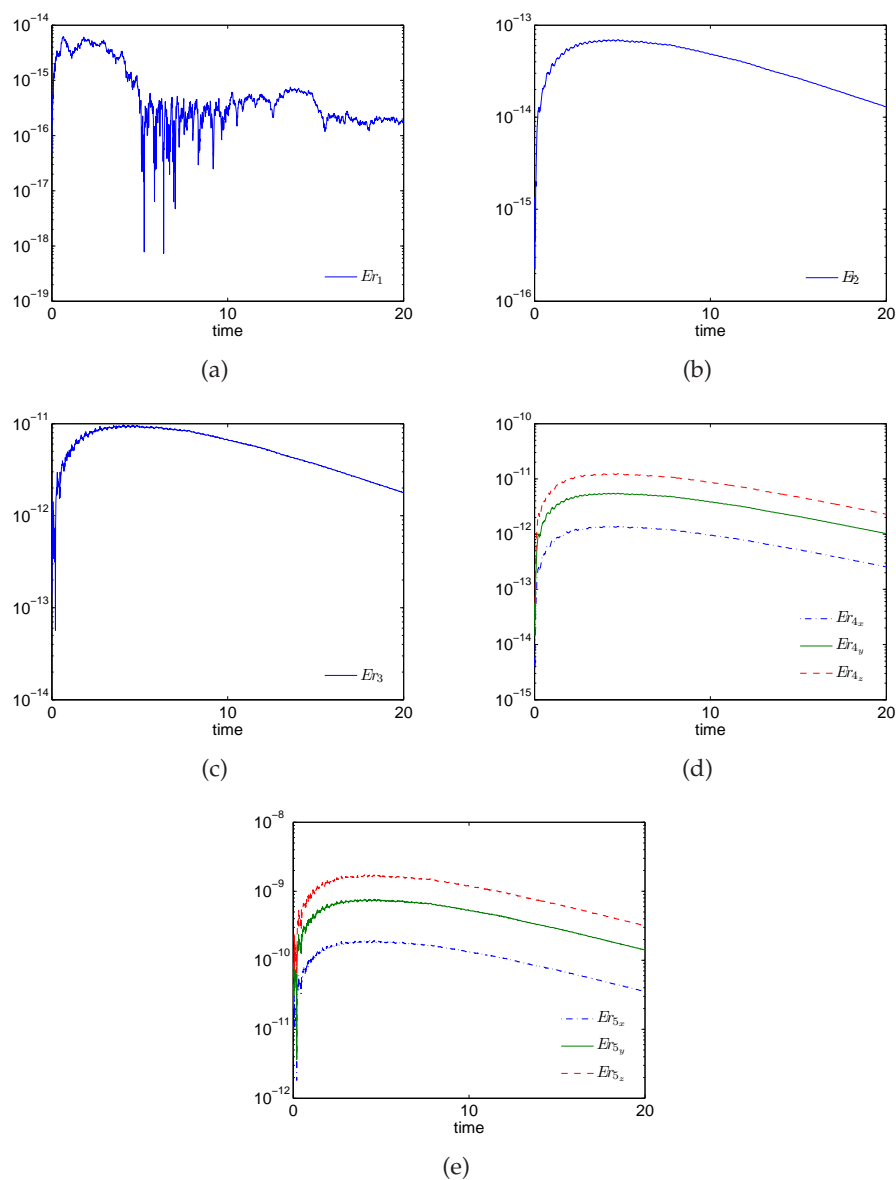 10⁻¹⁴
10⁻¹⁵
10⁻¹⁶
10⁻¹⁷
10⁻¹⁸
10⁻¹⁹
0 10 20
time
Er₁
(a)
10⁻¹³
10⁻¹⁴
10⁻¹⁵
10⁻¹⁶
0 10 20
time
Er₂
(b)
10⁻¹¹
10⁻¹²
10⁻¹³
10⁻¹⁴
0 10 20
time
Er₃
(c)
10⁻¹⁰
10⁻¹¹
10⁻¹²
10⁻¹³
10⁻¹⁴
10⁻¹⁵
0 10 20
time
Er₄ₓ
Er₄y
Er₄z
(d)
10⁻⁸
10⁻⁹
10⁻¹⁰
10⁻¹¹
10⁻¹²
0 10 20
time
Er₅ₓ
Er₅y
Er₅z
(e)